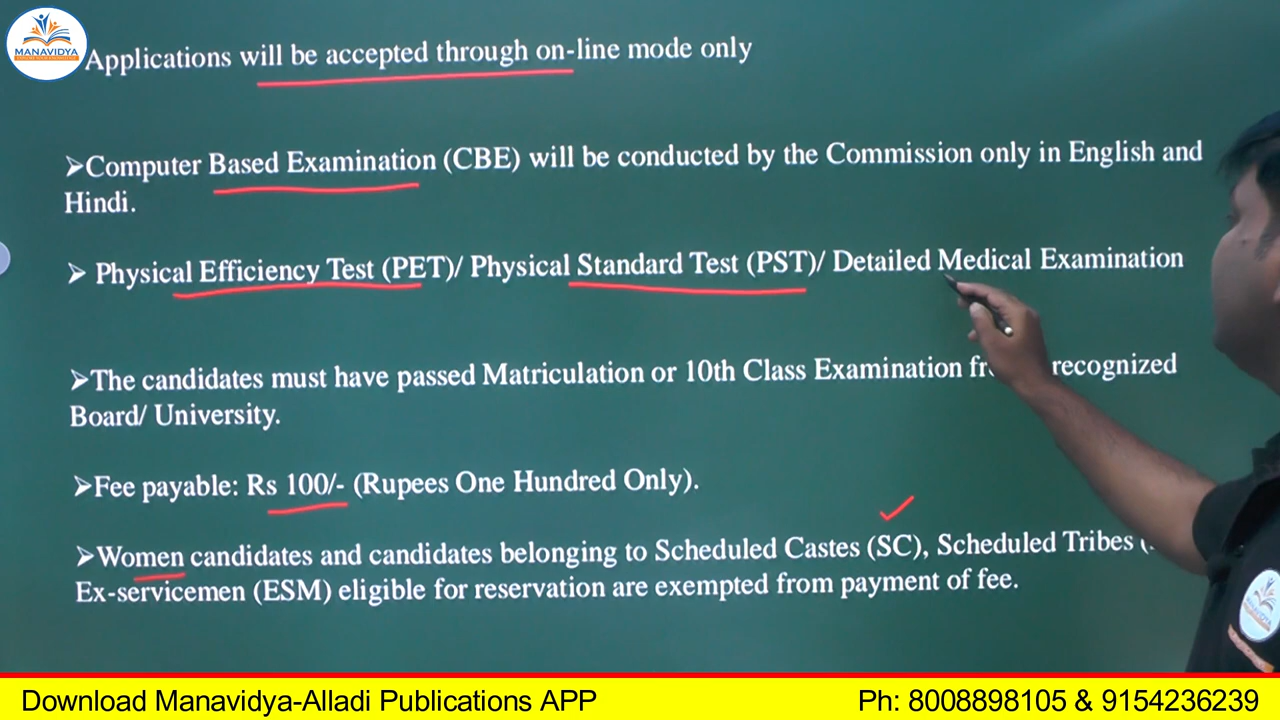 MANAVIDYA
Applications will be accepted through on-line mode only
➢Computer Based Examination (CBE) will be conducted by the Commission only in English and
Hindi.
➢ Physical Efficiency Test (PET)/ Physical Standard Test (PST)/ Detailed Medical Examination
➢The candidates must have passed Matriculation or 10th Class Examination recognized
Board/ University.
➢Fee payable: Rs 100/- (Rupees One Hundred Only).
➢Women candidates and candidates belonging to Scheduled Castes (SC), Scheduled Tribes
Ex-servicemen (ESM) eligible for reservation are exempted from payment of fee.
MANAVIDYA
Download Manavidya-Alladi Publications APP
Ph: 8008898105 & 9154236239